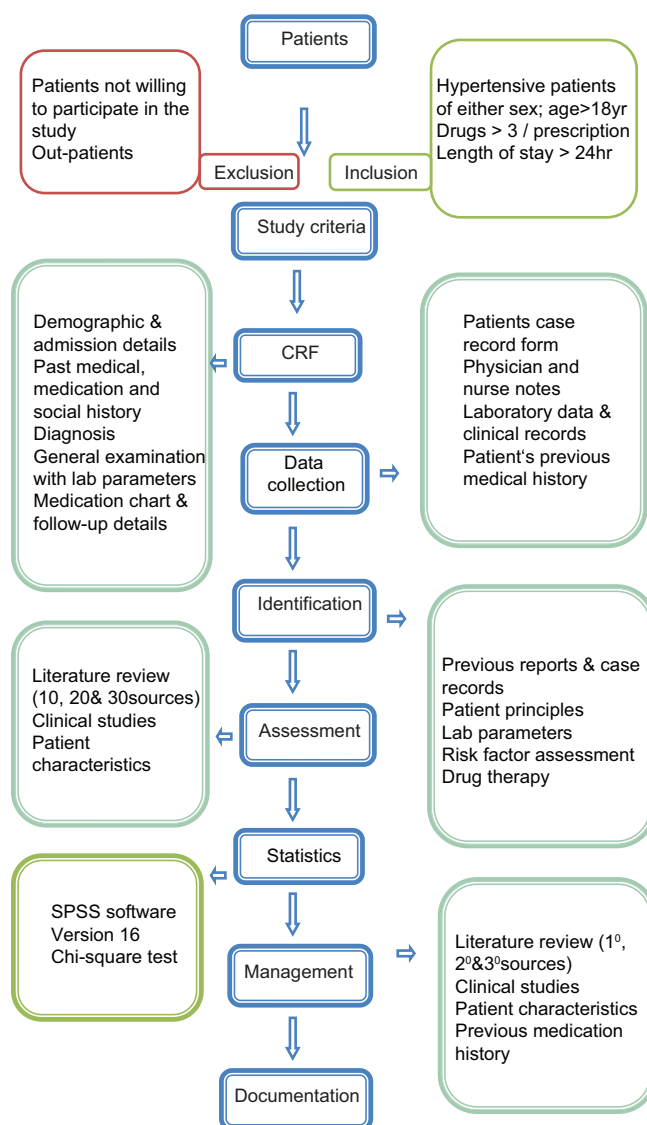 Patients
Patients not willing
to participate in the
study
Out-patients
Exclusion
Inclusion
Hypertensive patients
of either sex; age>18yr
Drugs > 3 / prescription
Length of stay > 24hr
Study criteria
CRF
Demographic &
admission details
Past medical,
medication and
social history
Diagnosis
General examination
with lab parameters
Medication chart &
follow-up details
Data
collection
Patients case
record form
Physician and
nurse notes
Laboratory data &
clinical records
Patient‘s previous
medical history
Identification
Previous reports & case
records
Patient principles
Lab parameters
Risk factor assessment
Drug therapy
Assessment
Literature review
(10, 20& 30sources)
Clinical studies
Patient
characteristics
Statistics
SPSS software
Version 16
Chi-square test
Management
Literature review (1⁰,
2⁰&3⁰sources)
Clinical studies
Patient characteristics
Previous medication
history
Documentation